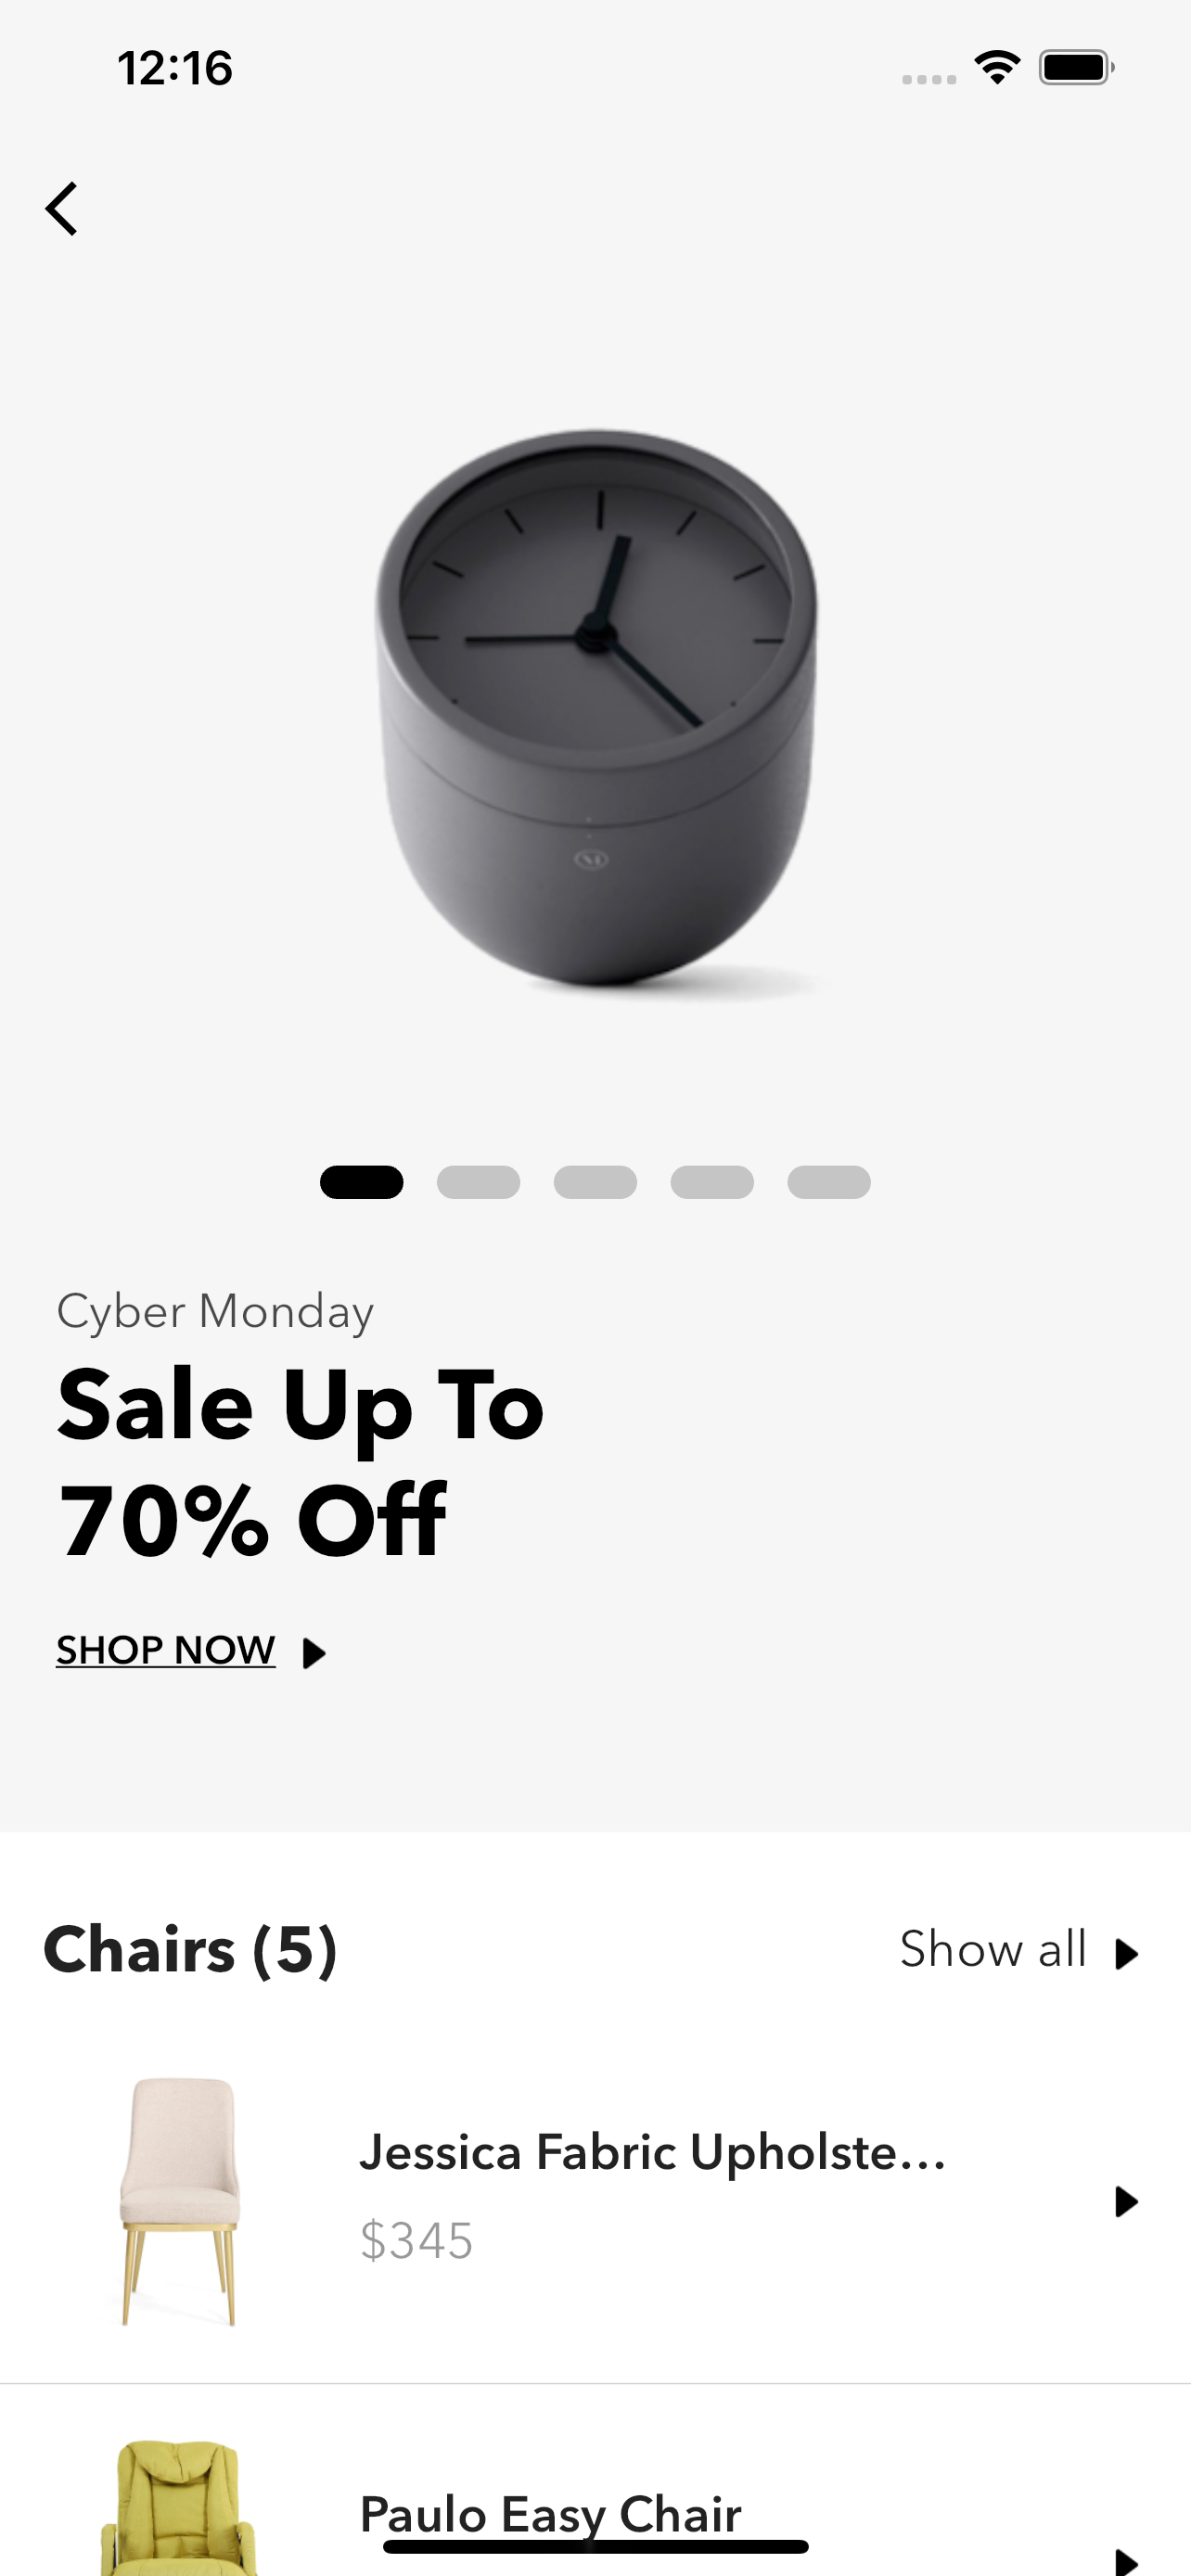 12:16
Cyber Monday
Sale Up To
70% Off
SHOP NOW
Chairs (5)
Show all
Jessica Fabric Upholste...
$345
Paulo Easy Chair